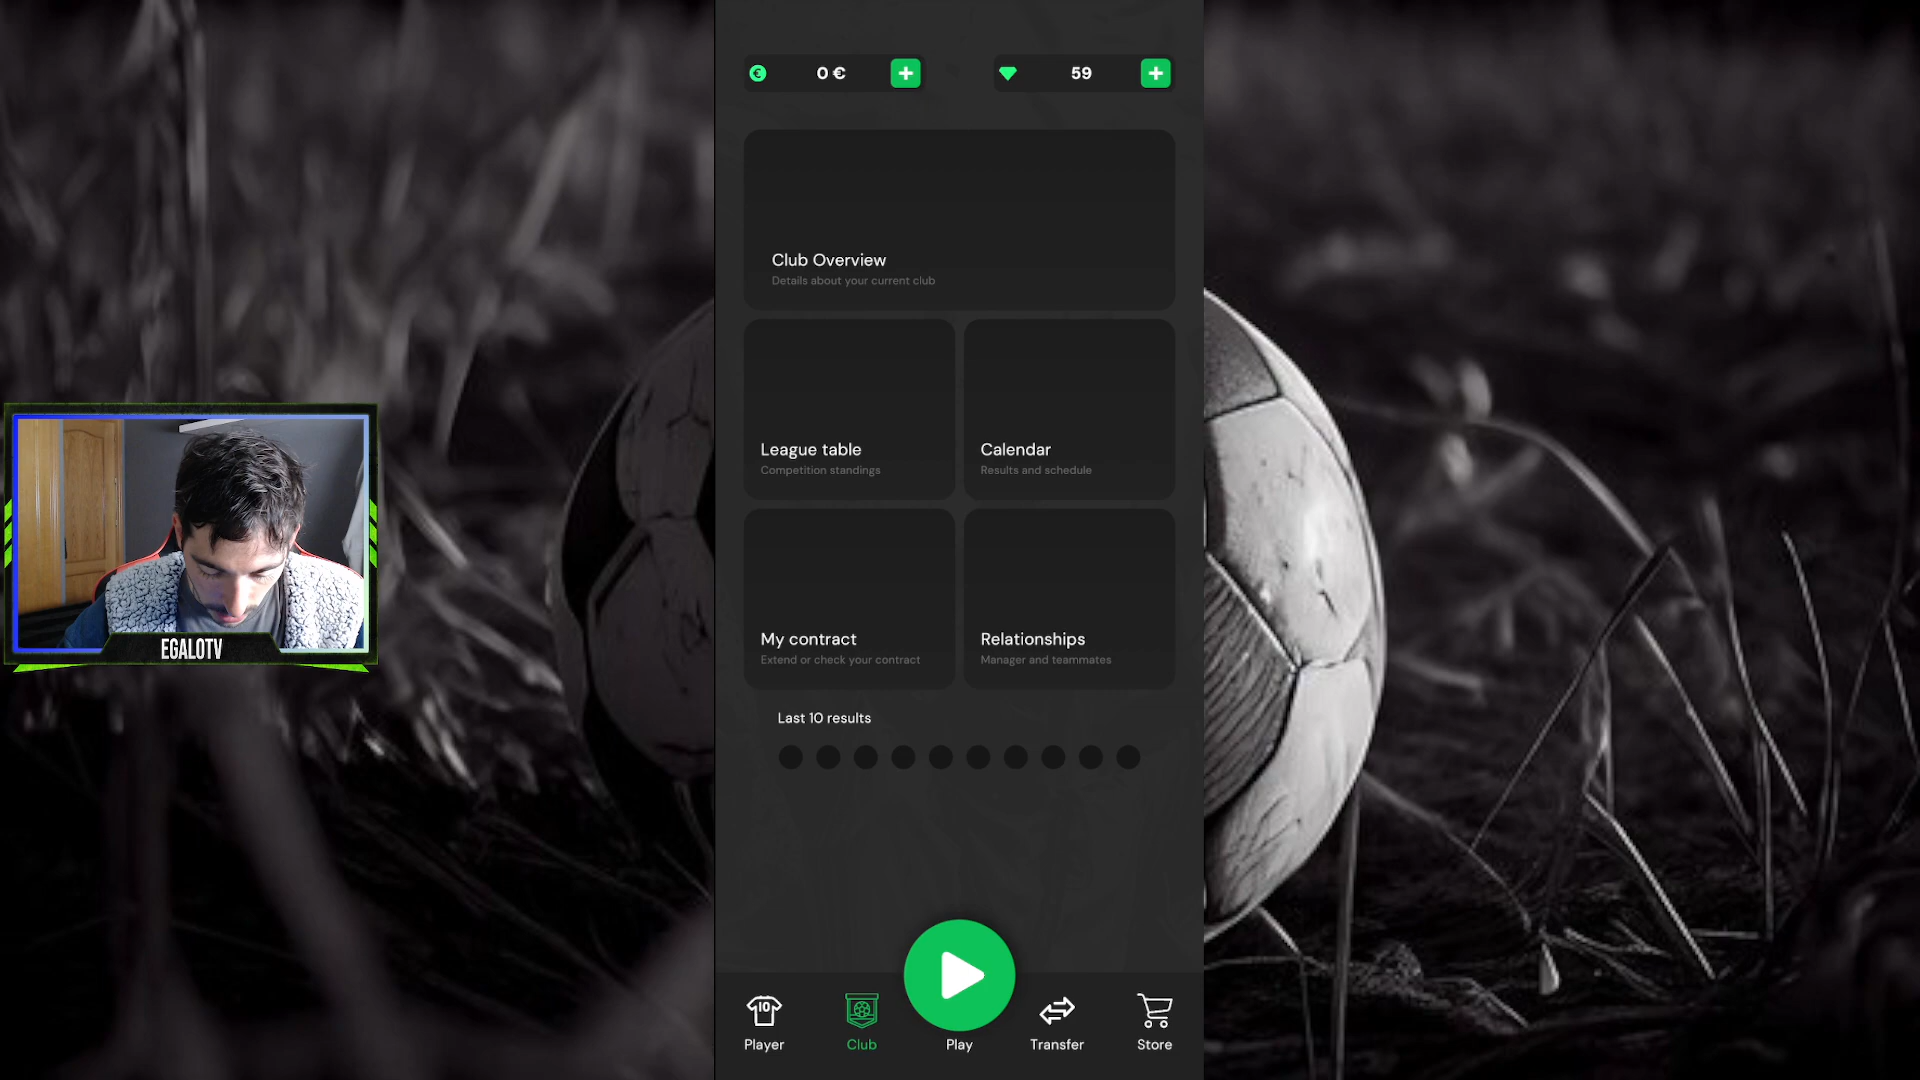 0 €
59
Club Overview
Details about your current club
League table
Competition standings
Calendar
Results and schedule
My contract
Extend or check your contract
Relationships
Manager and teammates
Last 10 results
EGALOTV
10
Player
Club
Play
Transfer
Store